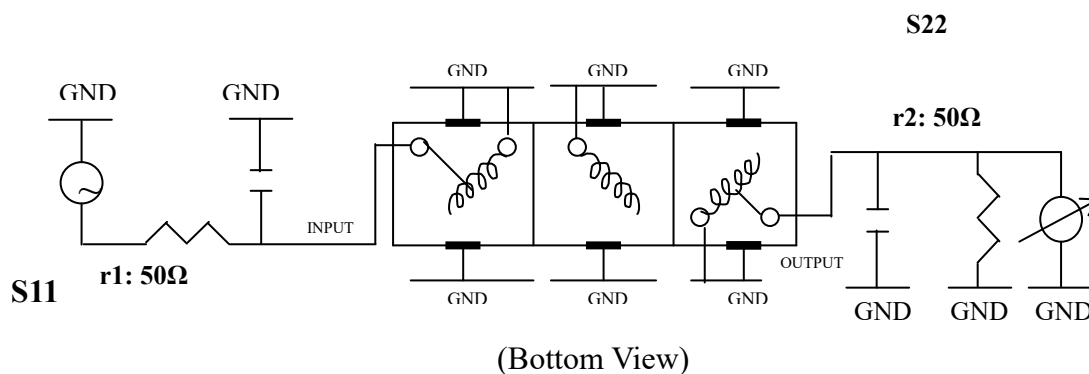 S22
GND GND GND
GND GND
r2: 50Ω
INPUT
r1: 50Ω
OUTPUT
S11
GND GND GND
GND GND GND
(Bottom View)